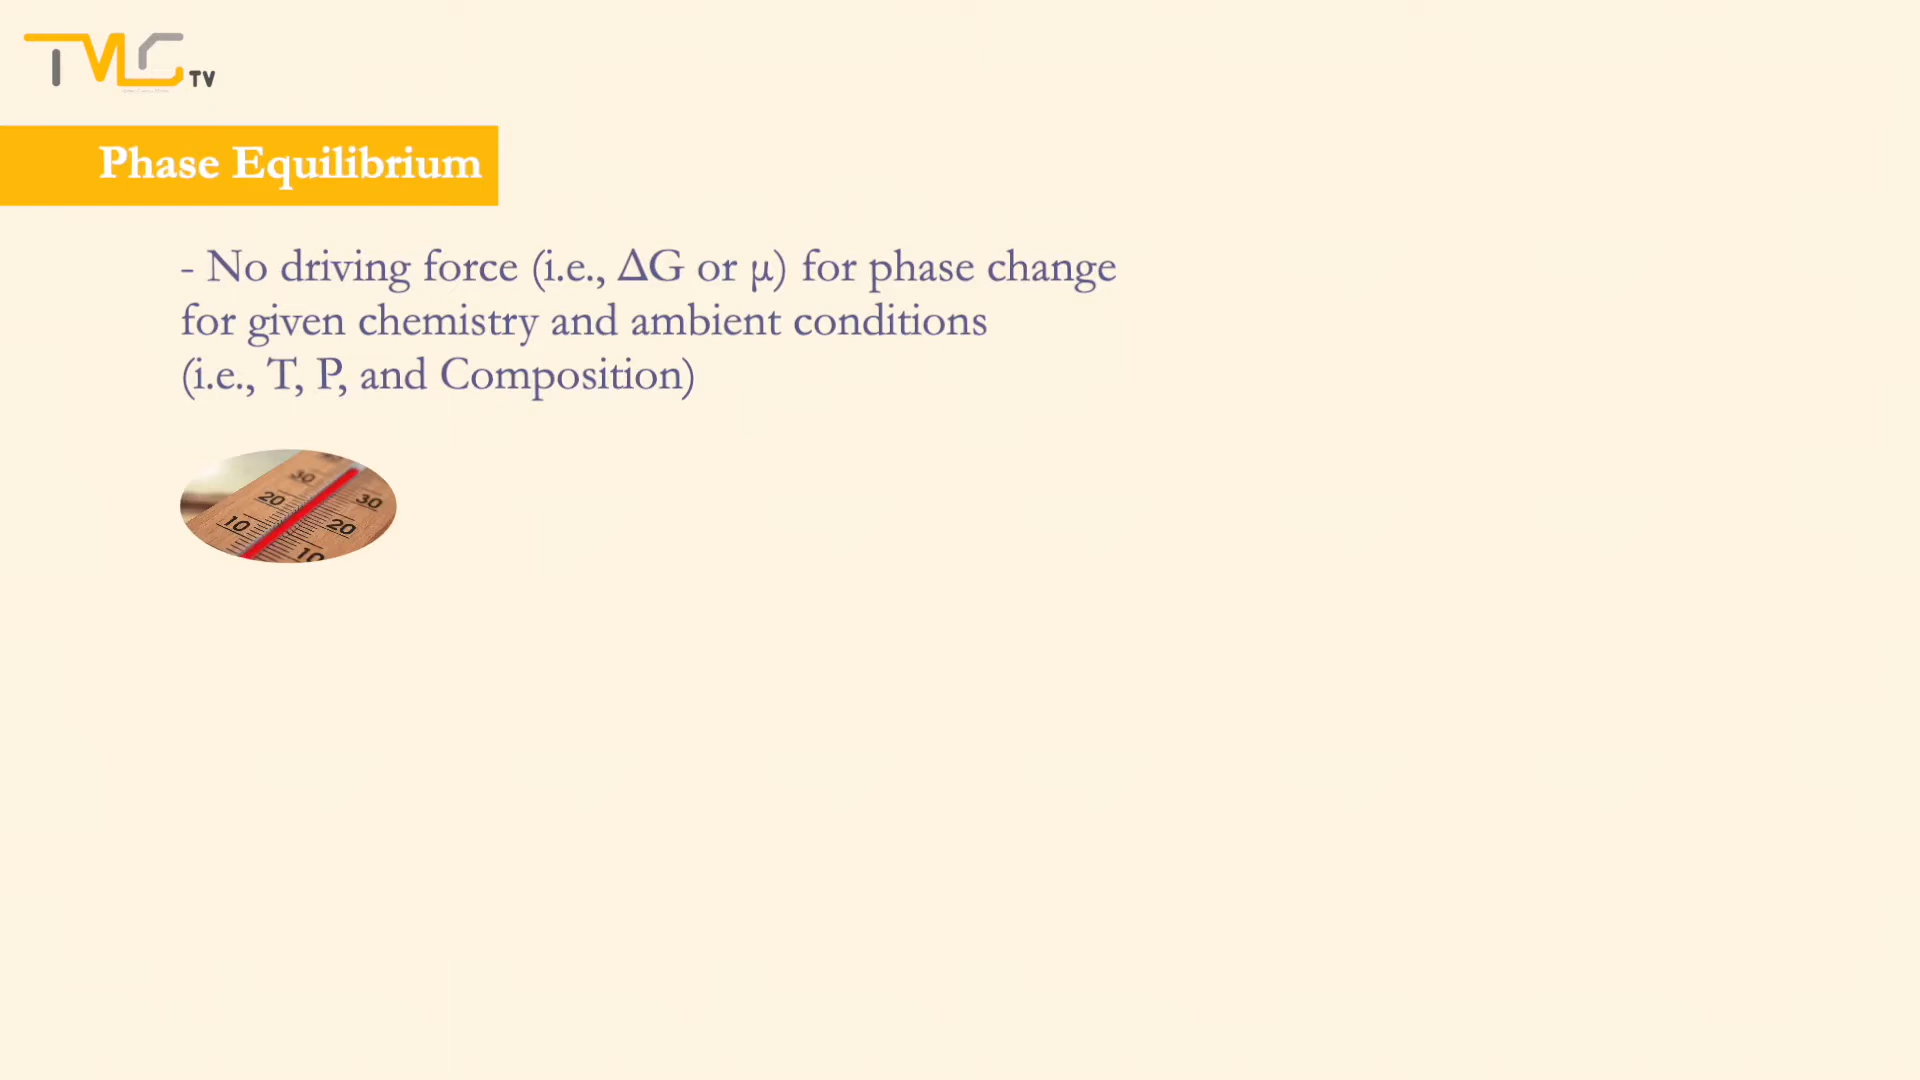 TMC TV
Phase Equilibrium
- No driving force (i.e., ΔG or μ) for phase change
for given chemistry and ambient conditions
(i.e., T, P, and Composition)
30
20 30
10 20
10